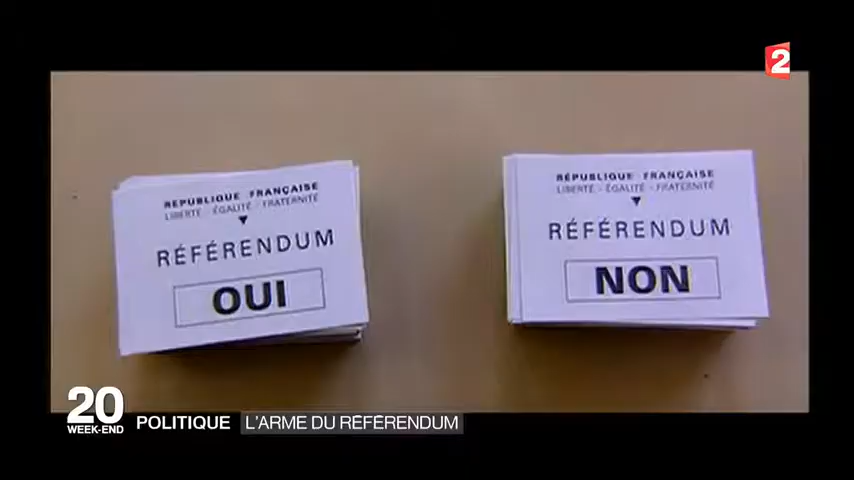 2
RÉPUBLIQUE FRANÇAISE
LIBERTÉ - ÉGALITÉ - FRATERNITÉ
RÉFÉRENDUM
OUI
RÉPUBLIQUE FRANÇAISE
LIBERTÉ - ÉGALITÉ - FRATERNITÉ
RÉFÉRENDUM
NON
20
WEEK-END
POLITIQUE L'ARME DU RÉFÉRENDUM